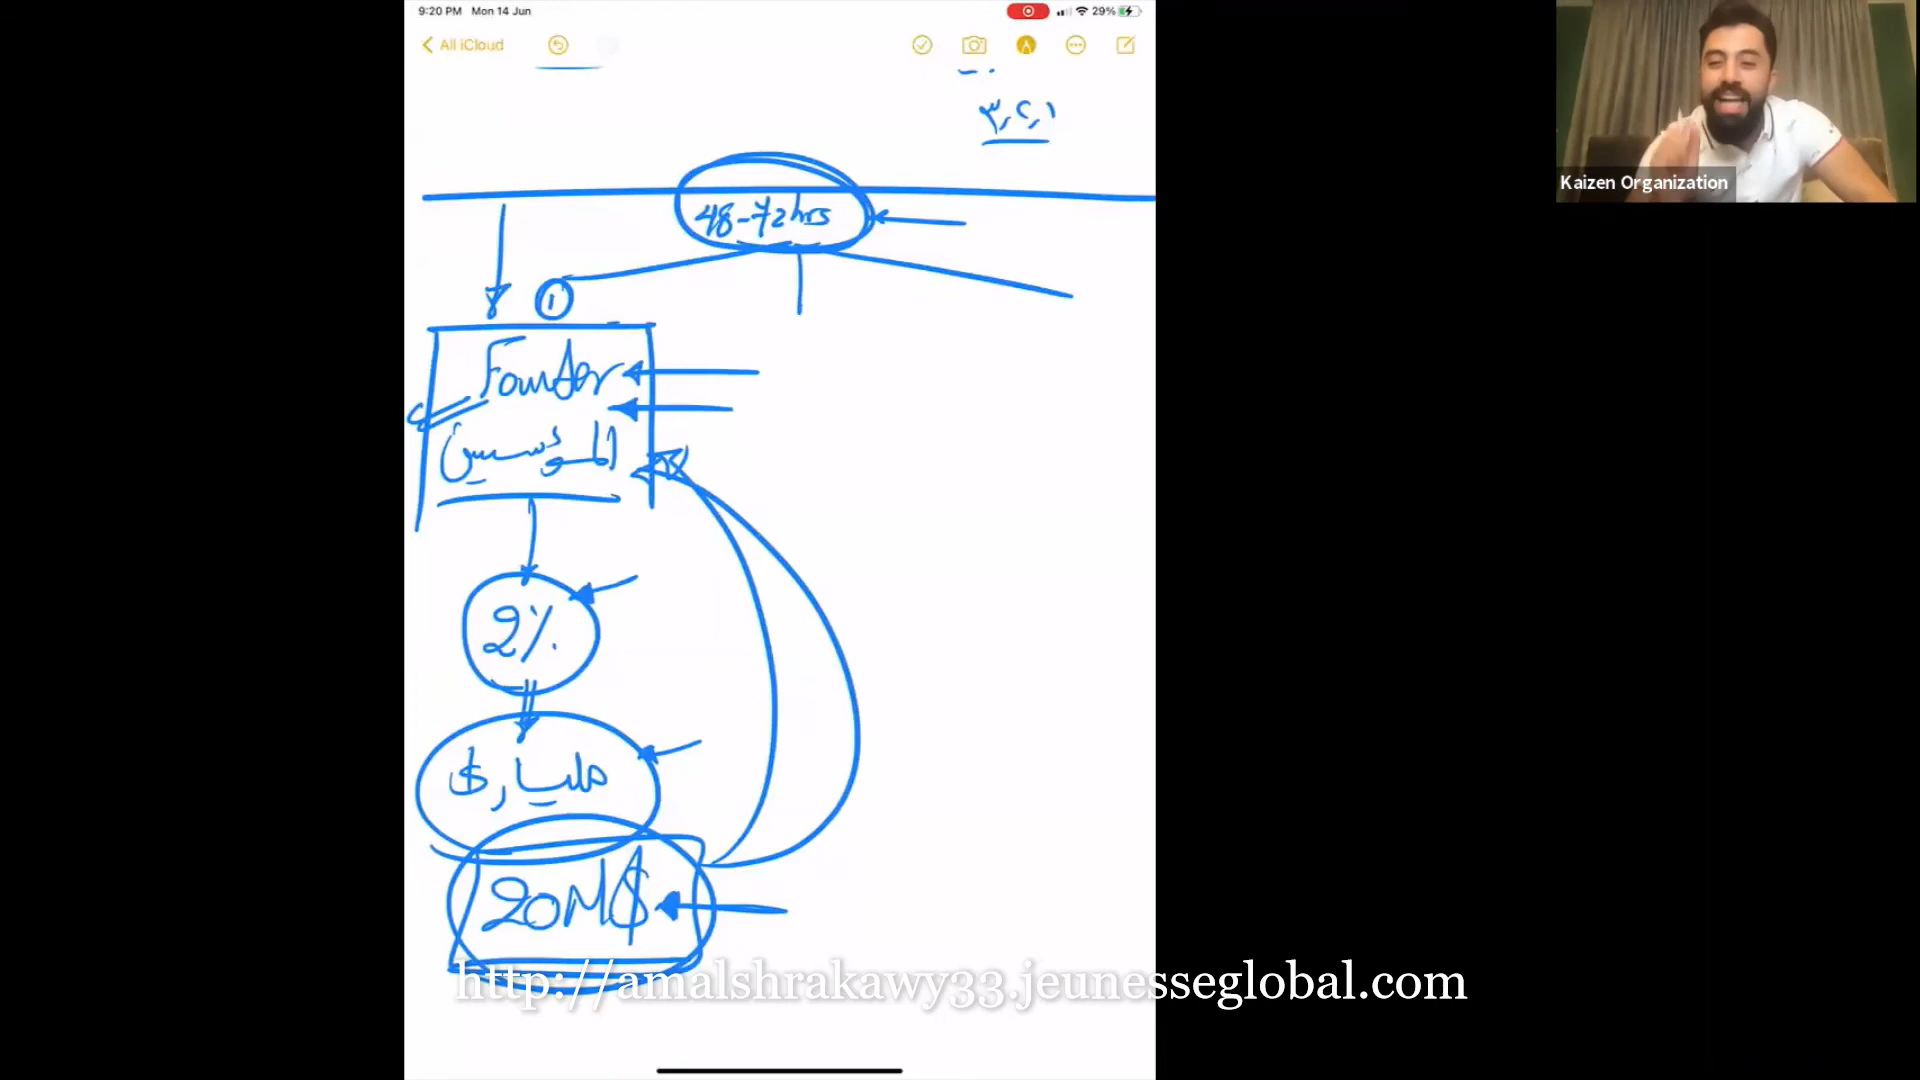 9:20 PM Mon 14 Jun
29%
All iCloud
٣,٢,١
48-72hrs
١
Founder
المؤسسين
2%
مليار $
20M$
Kaizen Organization
http://amalshrakawy33.jeunesseglobal.com